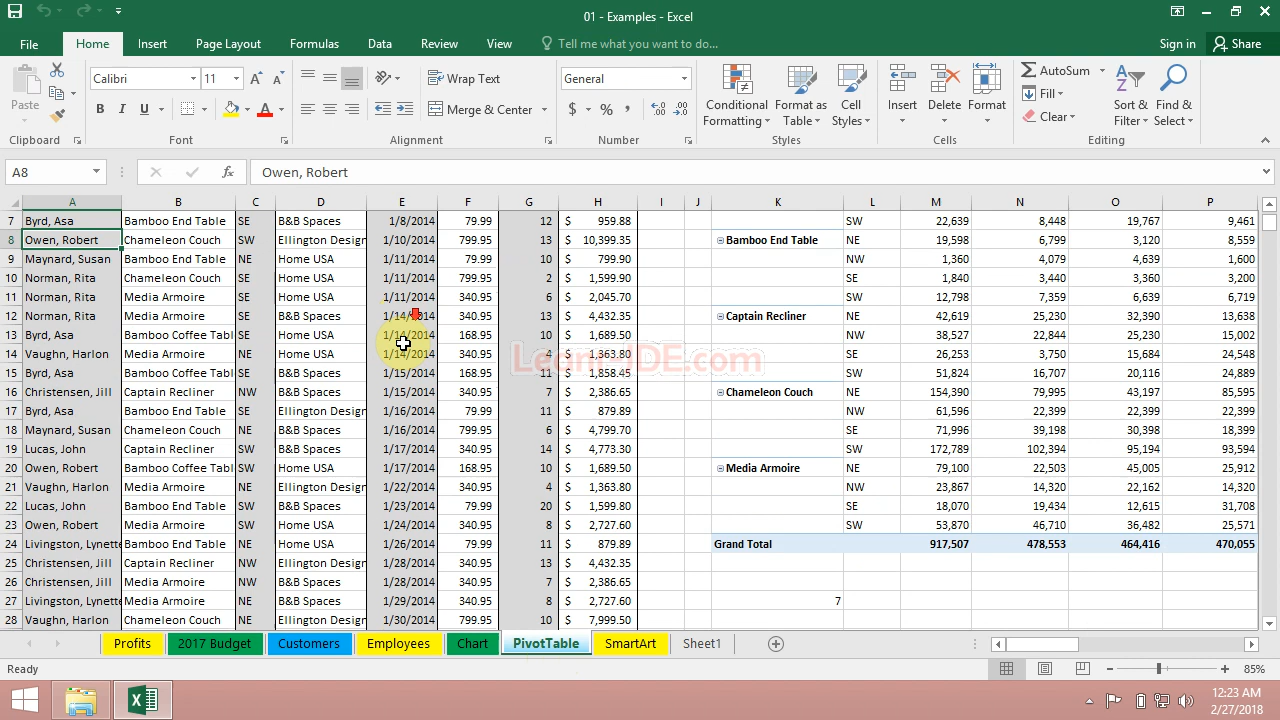 01 - Examples - Excel
File Home Insert Page Layout Formulas Data Review View Tell me what you want to do... Sign in Share
Paste Calibri 11 Wrap Text General Conditional Formatting Format as Table Cell Styles Insert Delete Format AutoSum Sort & Filter Find & Select
B I U Merge & Center $ % , Fill
Clear
Clipboard Font Alignment Number Styles Cells Editing
A8 fx Owen, Robert
A B C D E F G H I J K L M N O P
7 Byrd, Asa Bamboo End Table SE B&B Spaces 1/8/2014 79.99 12 $ 959.88 SW 22,639 8,448 19,767 9,461
8 Owen, Robert Chameleon Couch SW Ellington Design 1/10/2014 799.95 13 $ 10,399.35 Bamboo End Table NE 19,598 6,799 3,120 8,559
9 Maynard, Susan Bamboo End Table NE Home USA 1/11/2014 79.99 10 $ 799.90 NW 1,360 4,079 4,639 1,600
10 Norman, Rita Chameleon Couch SE Home USA 1/11/2014 799.95 2 $ 1,599.90 SE 1,840 3,440 3,360 3,200
11 Norman, Rita Media Armoire SE Home USA 1/11/2014 340.95 6 $ 2,045.70 SW 12,798 7,359 6,639 6,719
12 Norman, Rita Media Armoire SE B&B Spaces 1/14/2014 340.95 13 $ 4,432.35 Captain Recliner NE 42,619 25,230 32,390 13,638
13 Byrd, Asa Bamboo Coffee Tabl SE Home USA 1/14/2014 168.95 10 $ 1,689.50 NW 38,527 22,844 25,230 15,002
14 Vaughn, Harlon Media Armoire NE Home USA 1/14/2014 340.95 4 $ 1,363.80 SE 26,253 3,750 15,684 24,548
Learn-IDE.com
15 Byrd, Asa Bamboo Coffee Tabl SE B&B Spaces 1/15/2014 168.95 11 $ 1,858.45 SW 51,824 16,707 20,116 24,889
16 Christensen, Jill Captain Recliner NW B&B Spaces 1/15/2014 340.95 7 $ 2,386.65 Chameleon Couch NE 154,390 79,995 43,197 85,595
17 Byrd, Asa Bamboo End Table SE Ellington Design 1/16/2014 79.99 11 $ 879.89 NW 61,596 22,399 22,399 22,399
18 Maynard, Susan Chameleon Couch NE B&B Spaces 1/16/2014 799.95 6 $ 4,799.70 SE 71,996 39,198 30,398 18,399
19 Lucas, John Captain Recliner SW B&B Spaces 1/17/2014 340.95 14 $ 4,773.30 SW 172,789 102,394 95,194 93,594
20 Owen, Robert Bamboo Coffee Tabl SW Home USA 1/17/2014 168.95 10 $ 1,689.50 Media Armoire NE 79,100 22,503 45,005 25,912
21 Vaughn, Harlon Media Armoire NE Ellington Design 1/22/2014 340.95 4 $ 1,363.80 NW 23,867 14,320 22,162 14,320
22 Lucas, John Bamboo End Table SW B&B Spaces 1/23/2014 79.99 20 $ 1,599.80 SE 18,070 19,434 12,615 31,708
23 Owen, Robert Media Armoire SW Home USA 1/24/2014 340.95 8 $ 2,727.60 SW 53,870 46,710 36,482 25,571
24 Livingston, Lynette Bamboo End Table NE Home USA 1/26/2014 79.99 11 $ 879.89 Grand Total 917,507 478,553 464,416 470,055
25 Christensen, Jill Captain Recliner NW Ellington Design 1/28/2014 340.95 13 $ 4,432.35
26 Christensen, Jill Media Armoire NW B&B Spaces 1/28/2014 340.95 7 $ 2,386.65
27 Livingston, Lynette Media Armoire NE B&B Spaces 1/29/2014 340.95 8 $ 2,727.60 7
28 Vaughn, Harlon Chameleon Couch NE Ellington Design 1/30/2014 799.95 10 $ 7,999.50
Profits 2017 Budget Customers Employees Chart PivotTable SmartArt Sheet1
Ready 85%
12:23 AM
2/27/2018